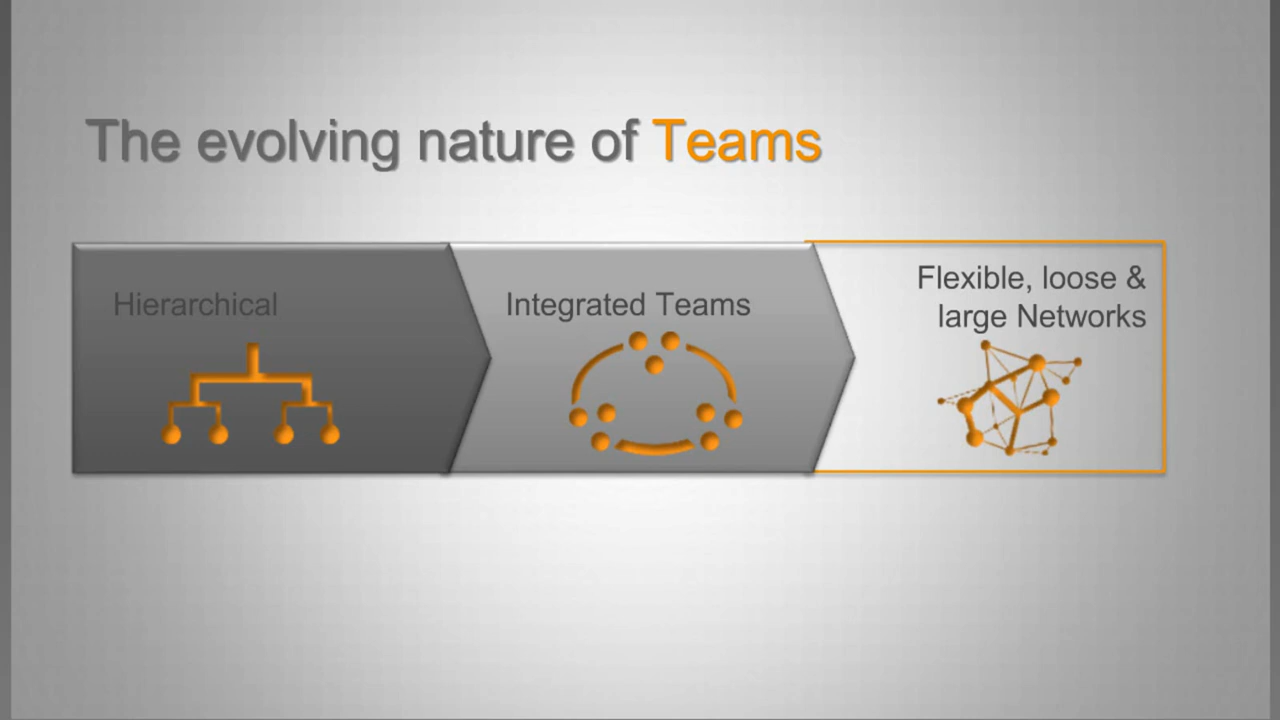 The evolving nature of Teams
Hierarchical
Integrated Teams
Flexible, loose &
large Networks